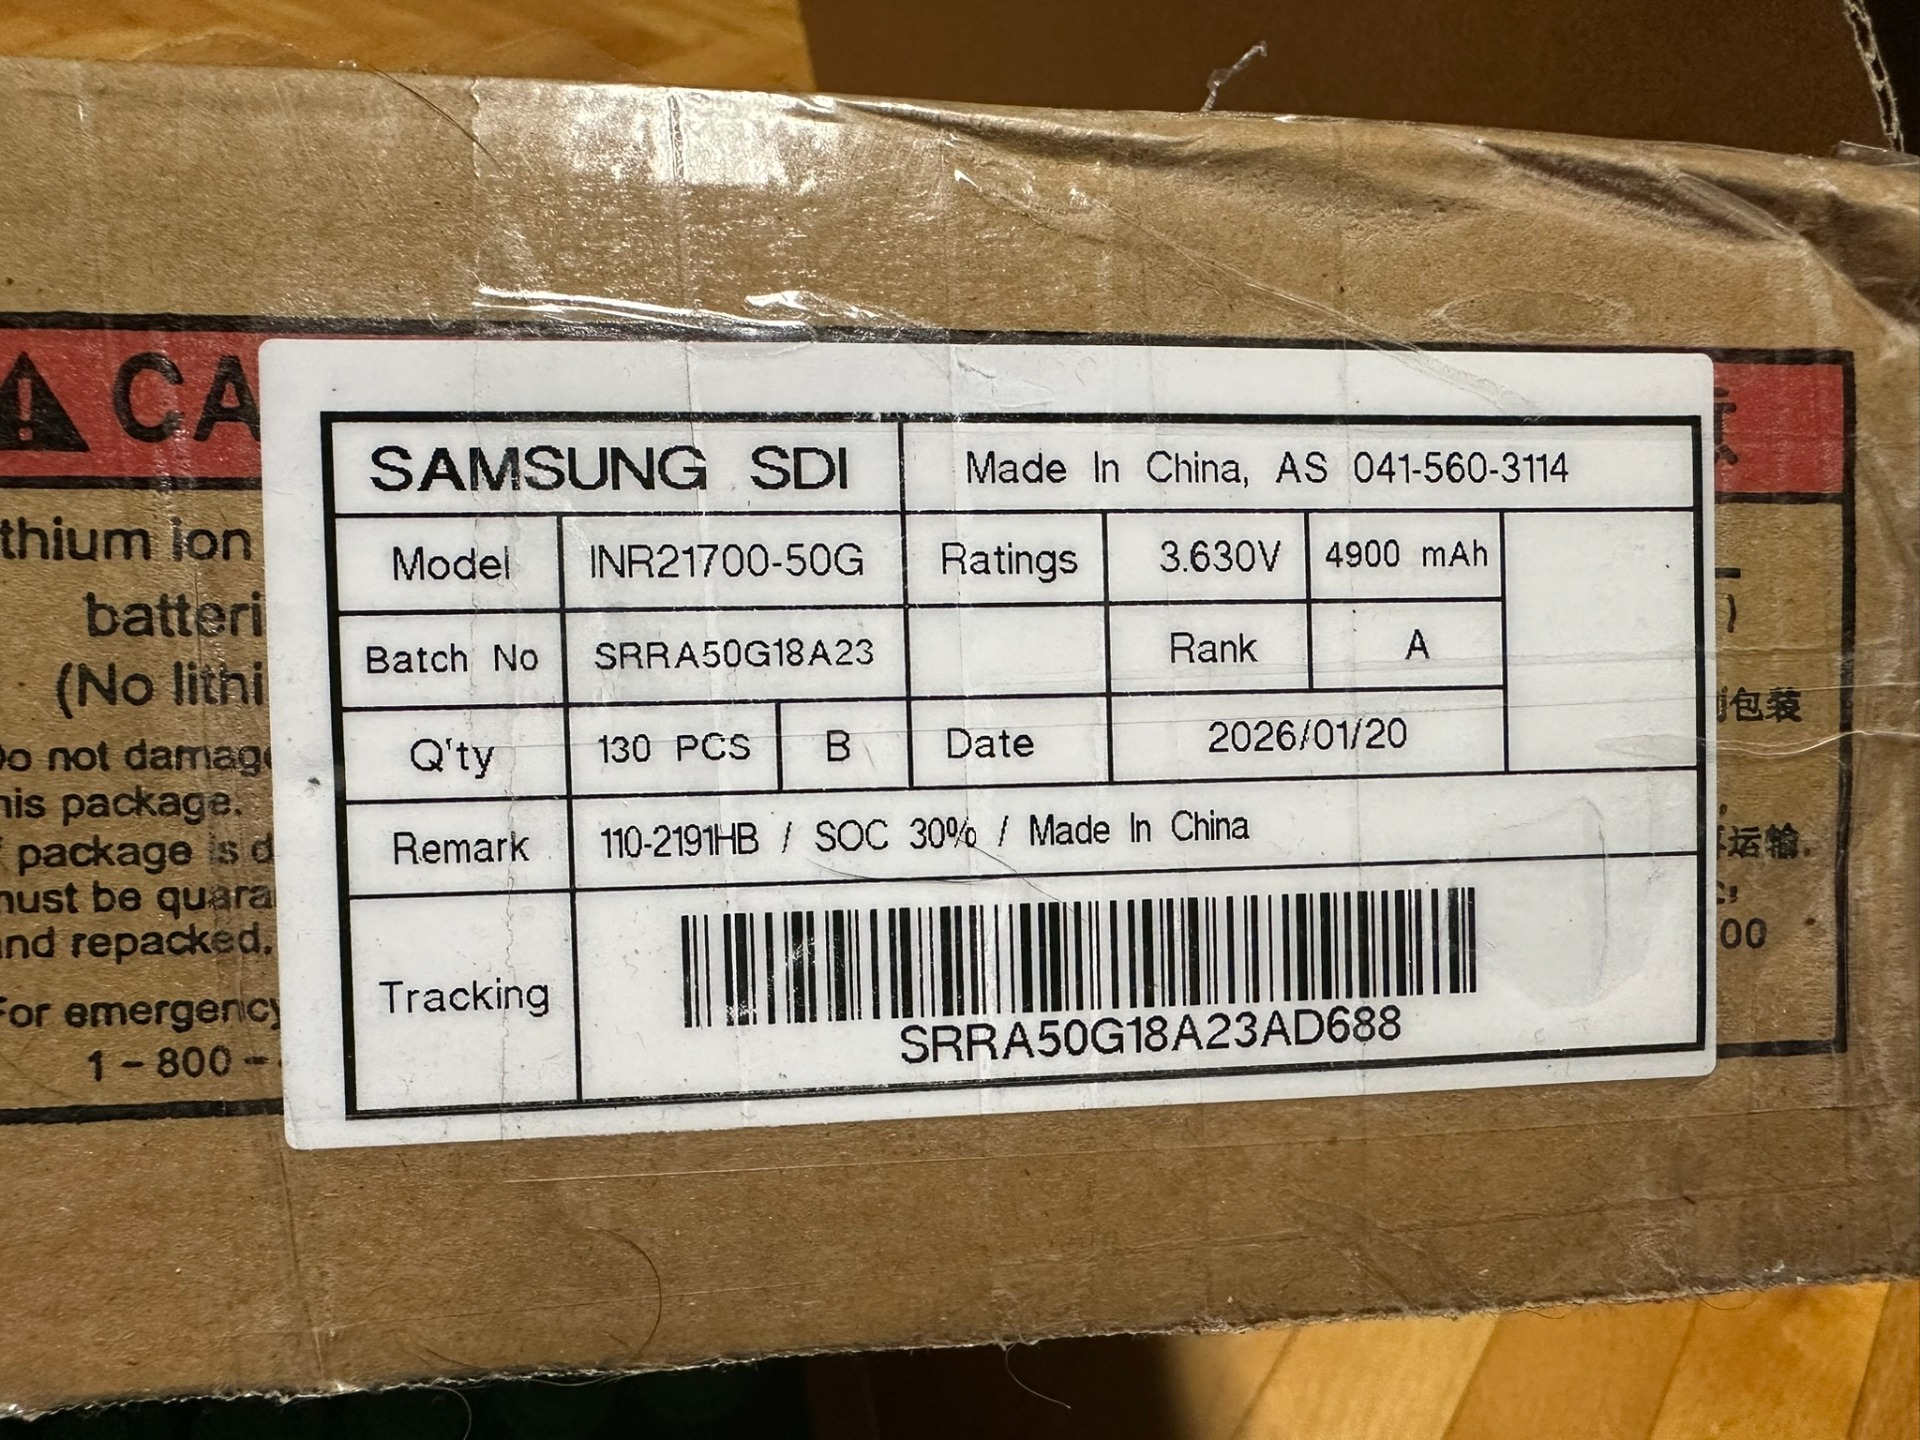 CA
SAMSUNG SDI Made In China, AS 041-560-3114
Model INR21700-50G Ratings 3.630V 4900 mAh
Batch No SRRA50G18A23 Rank A
Q'ty 130 PCS B Date 2026/01/20
Remark 110-2191HB / SOC 30% / Made In China
Tracking
SRRA50G18A23AD688
thium ion
batteri
(No lithi
Do not damage
his package.
package is d
must be quara
and repacked.
For emergency
1-800-
包装
运输.
00